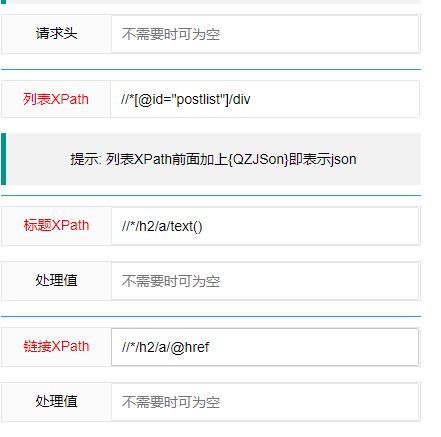 请求头 不需要时可为空
列表XPath //*[@id="postlist"]/div
提示: 列表XPath前面加上{QZJSon}即表示json
标题XPath //*/h2/a/text()
处理值 不需要时可为空
链接XPath //*/h2/a/@href
处理值 不需要时可为空